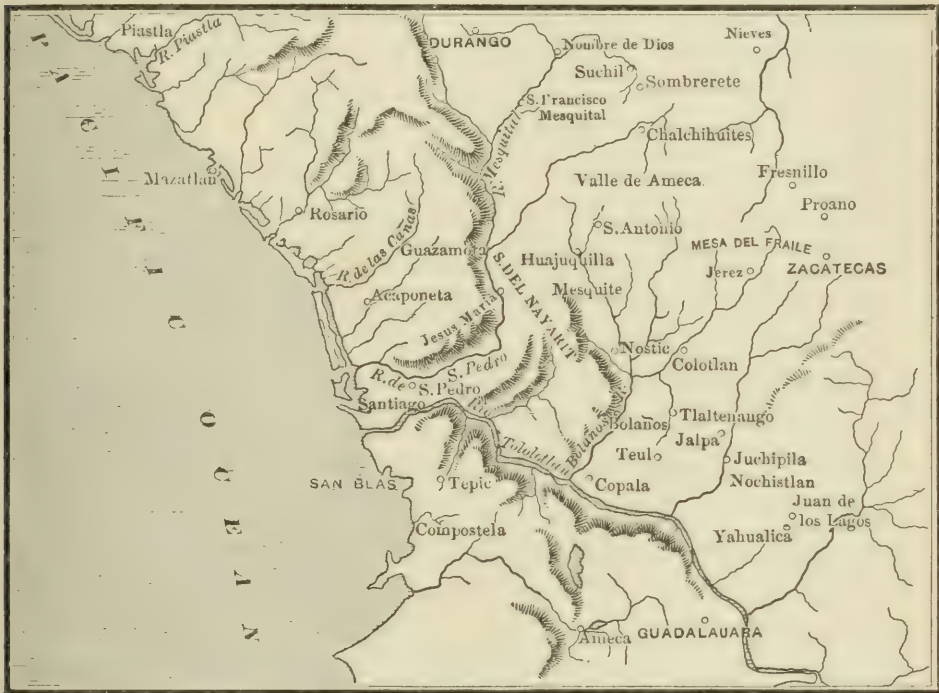 Piastla
R. Piastla
DURANGO
Nombre de Dios
Nieves
Suchil
Sombrerete
S. Francisco
Mesquital
R. Mesquital
Chalchihuites
Mazatlan
Valle de Ameca
Fresnillo
Proano
Rosario
R. de las Cañas
Guazamora
S. Antonio
MESA DEL FRAILE
Huajuquilla
Jerez
ZACATECAS
Acaponeta
S. DEL NAYARIT
Mesquite
Jesus Maria
Nostic
Colotlan
R. de S. Pedro
S. Pedro
Santiago
Bolaños
Bolaños R.
Tlaltenango
Jalpa
Tololotlan
Teul
Juchipila
SAN BLAS
Tepic
Copala
Nochistlan
Juan de
los Lagos
Compostela
Yahualica
Ameca
GUADALAUARA
PACIFIC OCEAN